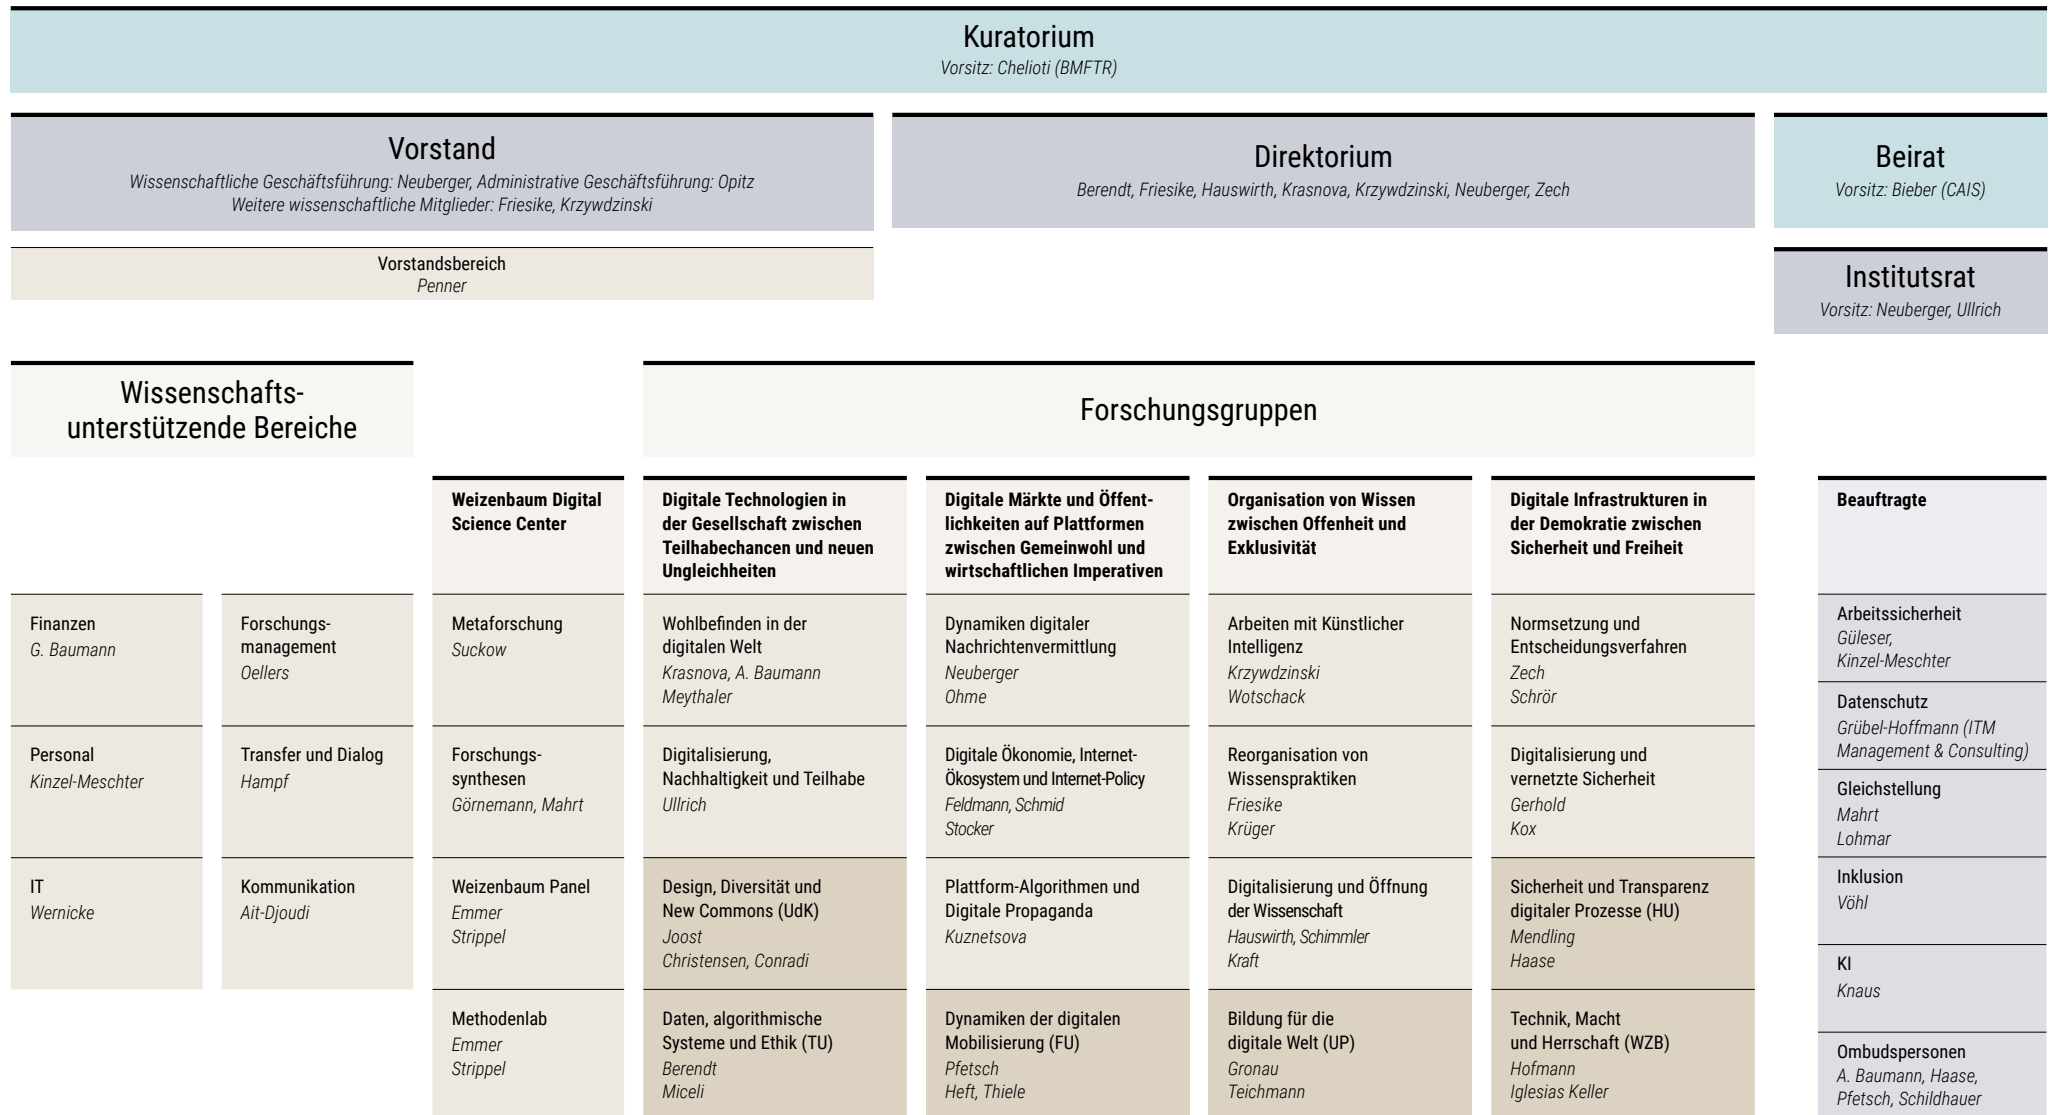 Kuratorium
Vorsitz: Chelioti (BMFTR)
Vorstand
Wissenschaftliche Geschäftsführung: Neuberger, Administrative Geschäftsführung: Opitz
Weitere wissenschaftliche Mitglieder: Friesike, Krzywdzinski
Direktorium
Berendt, Friesike, Hauswirth, Krasnova, Krzywdzinski, Neuberger, Zech
Beirat
Vorsitz: Bieber (CAIS)
Vorstandsbereich
Penner
Institutsrat
Vorsitz: Neuberger, Ullrich
Wissenschafts-
unterstützende Bereiche
Forschungsgruppen
Finanzen
G. Baumann
Personal
Kinzel-Meschter
IT
Wernicke
Forschungs-
management
Oellers
Transfer und Dialog
Hampf
Kommunikation
Ait-Djoudi
Weizenbaum Digital
Science Center
Metaforschung
Suckow
Forschungs-
synthesen
Görnemann, Mahrt
Weizenbaum Panel
Emmer
Strippel
Methodenlab
Emmer
Strippel
Digitale Technologien in
der Gesellschaft zwischen
Teilhabechancen und neuen
Ungleichheiten
Wohlbefinden in der
digitalen Welt
Krasnova, A. Baumann
Meythaler
Digitalisierung,
Nachhaltigkeit und Teilhabe
Ullrich
Design, Diversität und
New Commons (UdK)
Joost
Christensen, Conradi
Daten, algorithmische
Systeme und Ethik (TU)
Berendt
Miceli
Digitale Märkte und Öffent-
lichkeiten auf Plattformen
zwischen Gemeinwohl und
wirtschaftlichen Imperativen
Dynamiken digitaler
Nachrichtenvermittlung
Neuberger
Ohme
Digitale Ökonomie, Internet-
Ökosystem und Internet-Policy
Feldmann, Schmid
Stocker
Plattform-Algorithmen und
Digitale Propaganda
Kuznetsova
Dynamiken der digitalen
Mobilisierung (FU)
Pfetsch
Heft, Thiele
Organisation von Wissen
zwischen Offenheit und
Exklusivität
Arbeiten mit Künstlicher
Intelligenz
Krzywdzinski
Wotschack
Reorganisation von
Wissenspraktiken
Friesike
Krüger
Digitalisierung und Öffnung
der Wissenschaft
Hauswirth, Schimmler
Kraft
Bildung für die
digitale Welt (UP)
Gronau
Teichmann
Digitale Infrastrukturen in
der Demokratie zwischen
Sicherheit und Freiheit
Normsetzung und
Entscheidungsverfahren
Zech
Schrör
Digitalisierung und
vernetzte Sicherheit
Gerhold
Kox
Sicherheit und Transparenz
digitaler Prozesse (HU)
Mendling
Haase
Technik, Macht
und Herrschaft (WZB)
Hofmann
Iglesias Keller
Beauftragte
Arbeitssicherheit
Güleser,
Kinzel-Meschter
Datenschutz
Grübel-Hoffmann (ITM
Management & Consulting)
Gleichstellung
Mahrt
Lohmar
Inklusion
Vöhl
KI
Knaus
Ombudspersonen
A. Baumann, Haase,
Pfetsch, Schildhauer